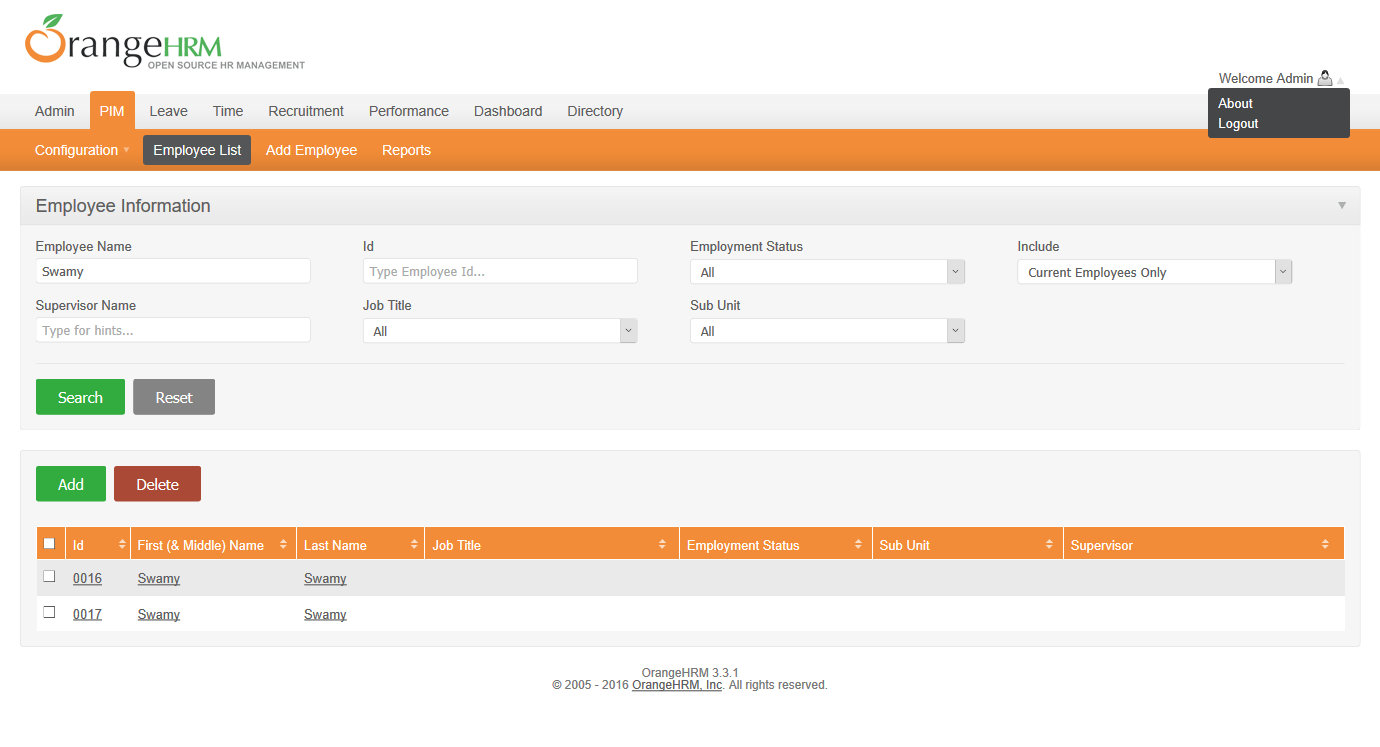 OrangeHRM
OPEN SOURCE HR MANAGEMENT
Welcome Admin
About
Logout
Admin PIM Leave Time Recruitment Performance Dashboard Directory
Configuration Employee List Add Employee Reports
Employee Information
Employee Name Id Employment Status Include
Swamy Type Employee Id... All Current Employees Only
Supervisor Name Job Title Sub Unit
Type for hints... All All
Search Reset
Add Delete
Id First (& Middle) Name Last Name Job Title Employment Status Sub Unit Supervisor
0016 Swamy Swamy
0017 Swamy Swamy
OrangeHRM 3.3.1
© 2005 - 2016 OrangeHRM, Inc. All rights reserved.